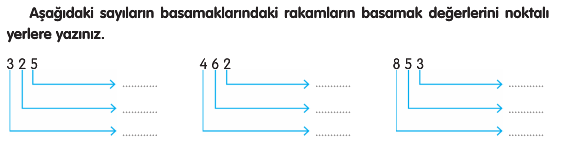 Aşağıdaki sayıların basamaklarındaki rakamların basamak değerlerini noktalı
yerlere yazınız.
3 2 5 4 6 2 8 5 3
............ ............ ............
............ ............ ............
............ ............ ............